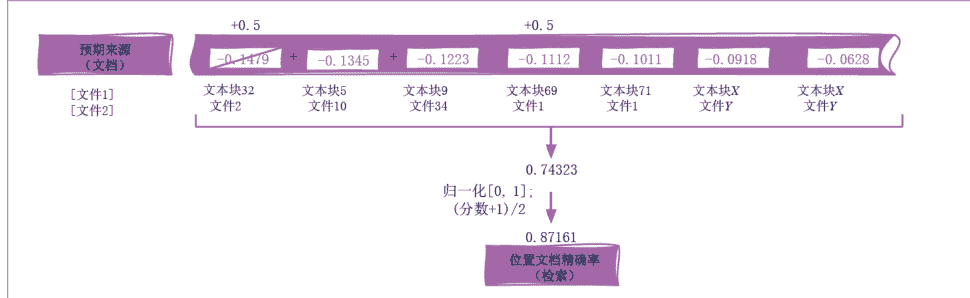 +0.5 +0.5
预期来源
(文档)
-0.1479 + -0.1345 + -0.1223 -0.1112 -0.1011 -0.0918 -0.0628
[文件1]
[文件2]
文本块32 文本块5 文本块9 文本块69 文本块71 文本块X 文本块X
文件2 文件10 文件34 文件1 文件1 文件Y 文件Y
0.74323
归一化[0, 1];
(分数+1)/2
0.87161
位置文档精确率
(检索)